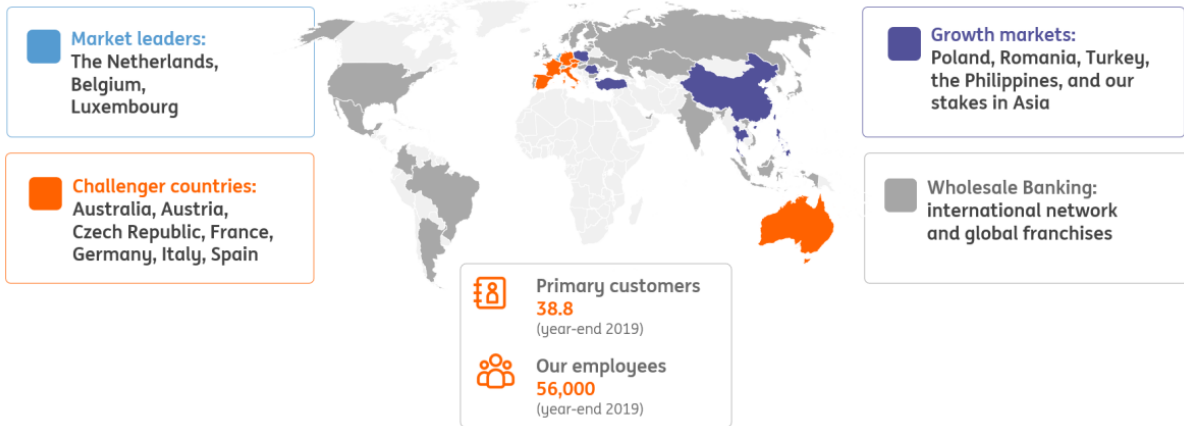 Market leaders:
The Netherlands,
Belgium,
Luxembourg
Challenger countries:
Australia, Austria,
Czech Republic, France,
Germany, Italy, Spain
Growth markets:
Poland, Romania, Turkey,
the Philippines, and our
stakes in Asia
Wholesale Banking:
international network
and global franchises
Primary customers
38.8
(year-end 2019)
Our employees
56,000
(year-end 2019)